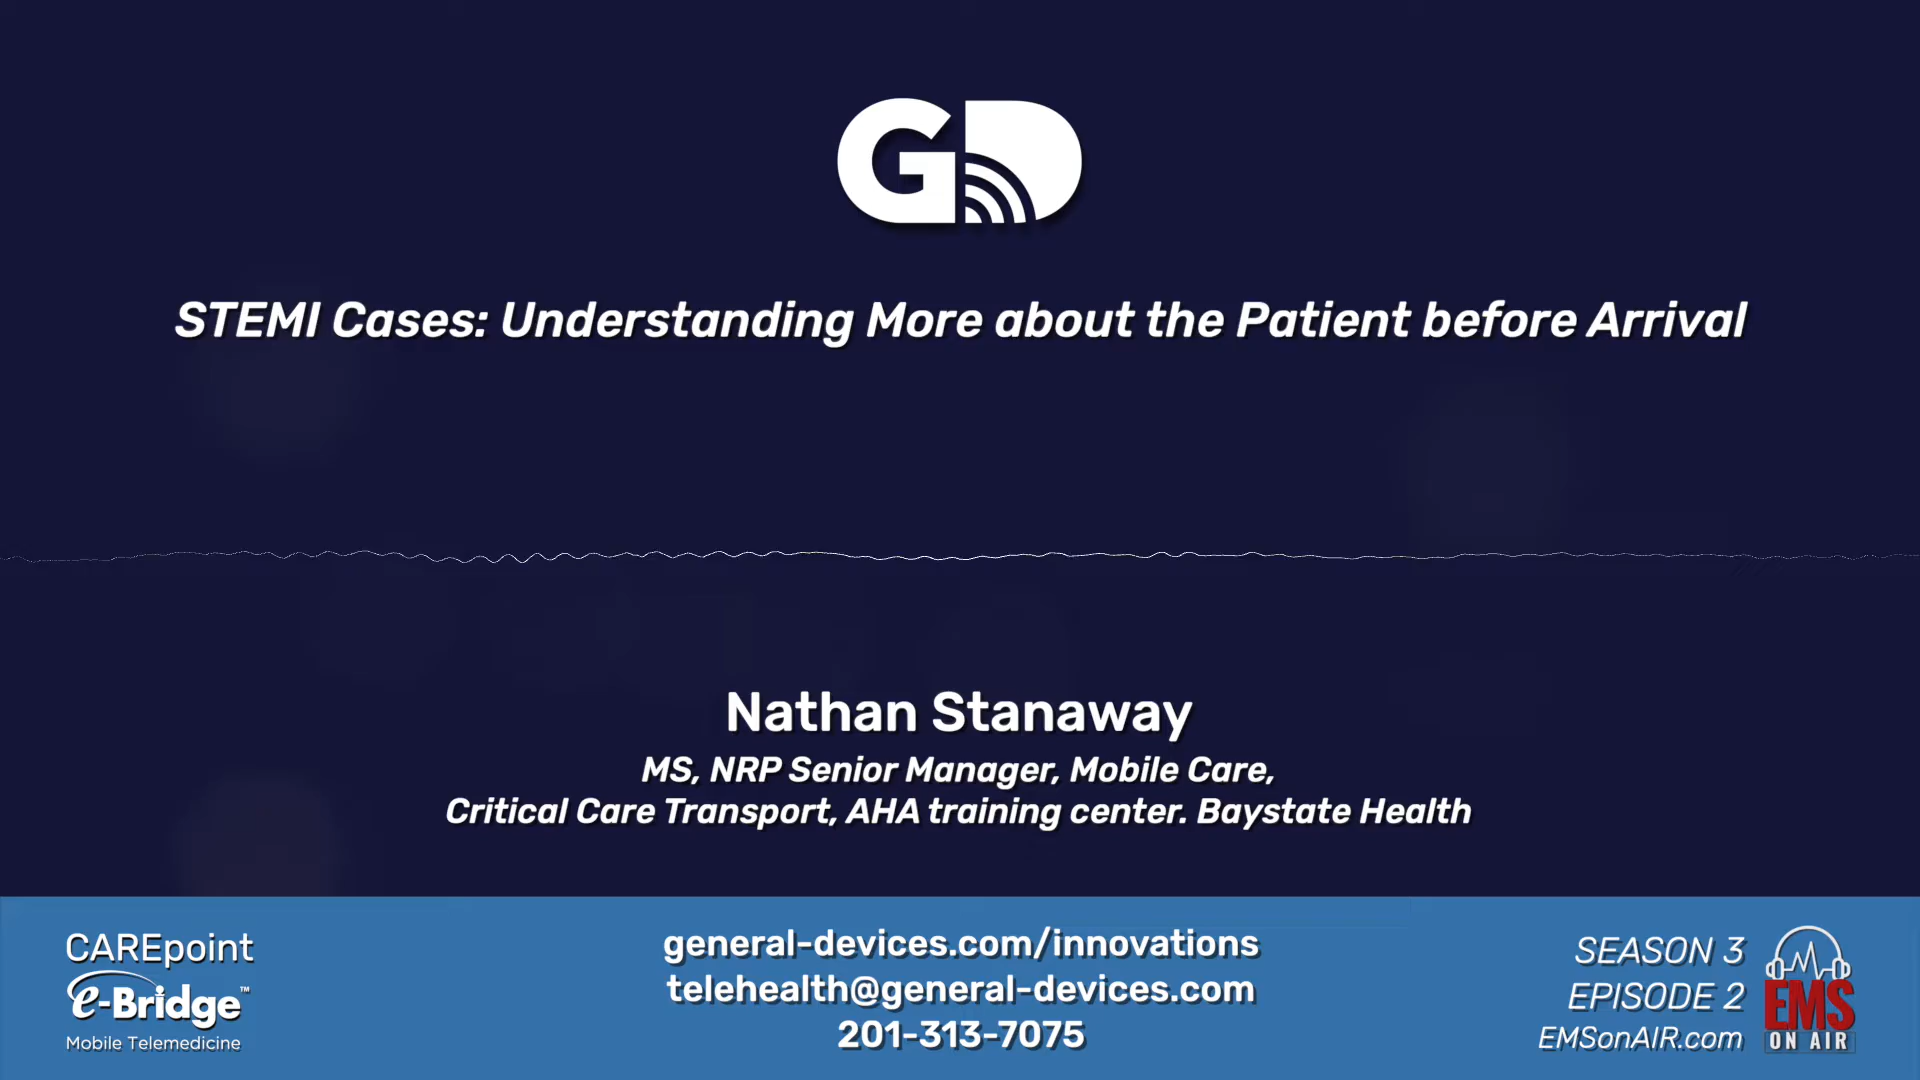 GD
STEMI Cases: Understanding More about the Patient before Arrival
Nathan Stanaway
MS, NRP Senior Manager, Mobile Care,
Critical Care Transport, AHA training center. Baystate Health
CAREpoint
e-Bridge™
Mobile Telemedicine
general-devices.com/innovations
telehealth@general-devices.com
201-313-7075
SEASON 3
EPISODE 2
EMSonAIR.com
EMS
ON AIR